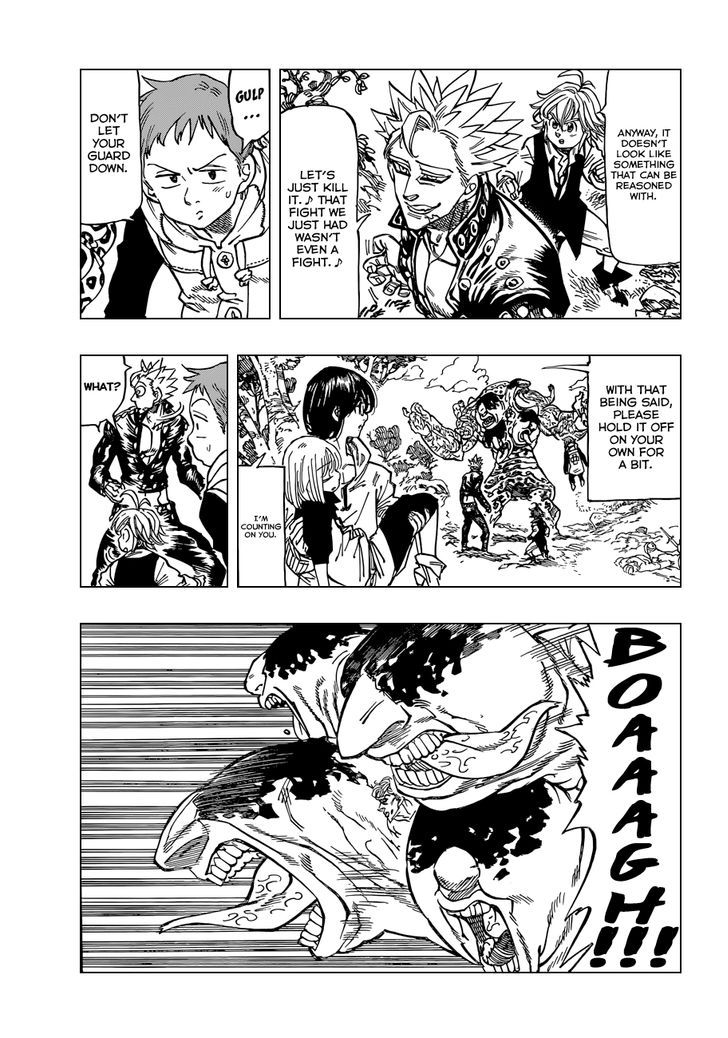 ANYWAY, IT
DOESN'T
LOOK LIKE
SOMETHING
THAT CAN BE
REASONED
WITH.
LET'S
JUST KILL
IT.♪ THAT
FIGHT WE
JUST HAD
WASN'T
EVEN A
FIGHT.♪
GULP
...
DON'T
LET
YOUR
GUARD
DOWN.
WITH THAT
BEING SAID,
PLEASE
HOLD IT OFF
ON YOUR
OWN FOR
A BIT.
I'M
COUNTING
ON YOU.
WHAT?
BOAAAGH!!!